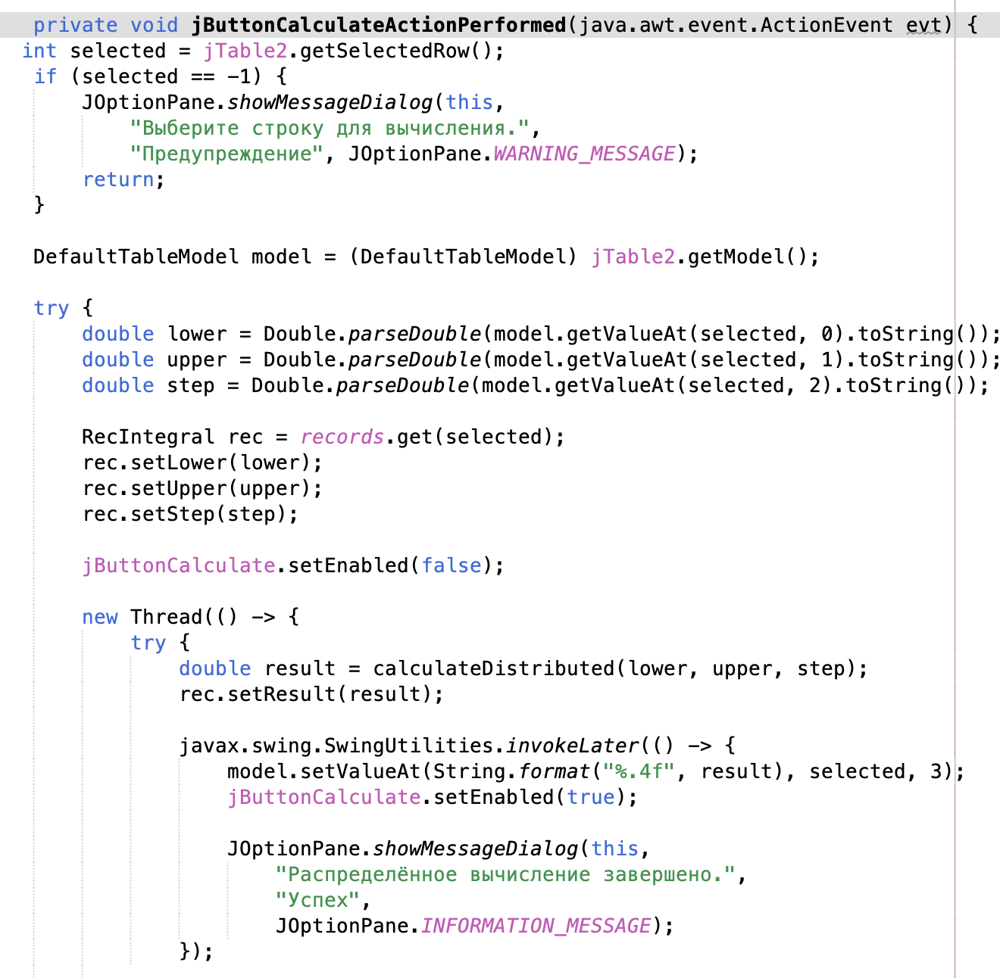 private void jButtonCalculateActionPerformed(java.awt.event.ActionEvent evt) {
int selected = jTable2.getSelectedRow();
if (selected == -1) {
JOptionPane.showMessageDialog(this,
"Выберите строку для вычисления.",
"Предупреждение", JOptionPane.WARNING_MESSAGE);
return;
}
DefaultTableModel model = (DefaultTableModel) jTable2.getModel();
try {
double lower = Double.parseDouble(model.getValueAt(selected, 0).toString());
double upper = Double.parseDouble(model.getValueAt(selected, 1).toString());
double step = Double.parseDouble(model.getValueAt(selected, 2).toString());
RecIntegral rec = records.get(selected);
rec.setLower(lower);
rec.setUpper(upper);
rec.setStep(step);
jButtonCalculate.setEnabled(false);
new Thread(() -> {
try {
double result = calculateDistributed(lower, upper, step);
rec.setResult(result);
javax.swing.SwingUtilities.invokeLater(() -> {
model.setValueAt(String.format("%.4f", result), selected, 3);
jButtonCalculate.setEnabled(true);
JOptionPane.showMessageDialog(this,
"Распределённое вычисление завершено.",
"Успех",
JOptionPane.INFORMATION_MESSAGE);
});